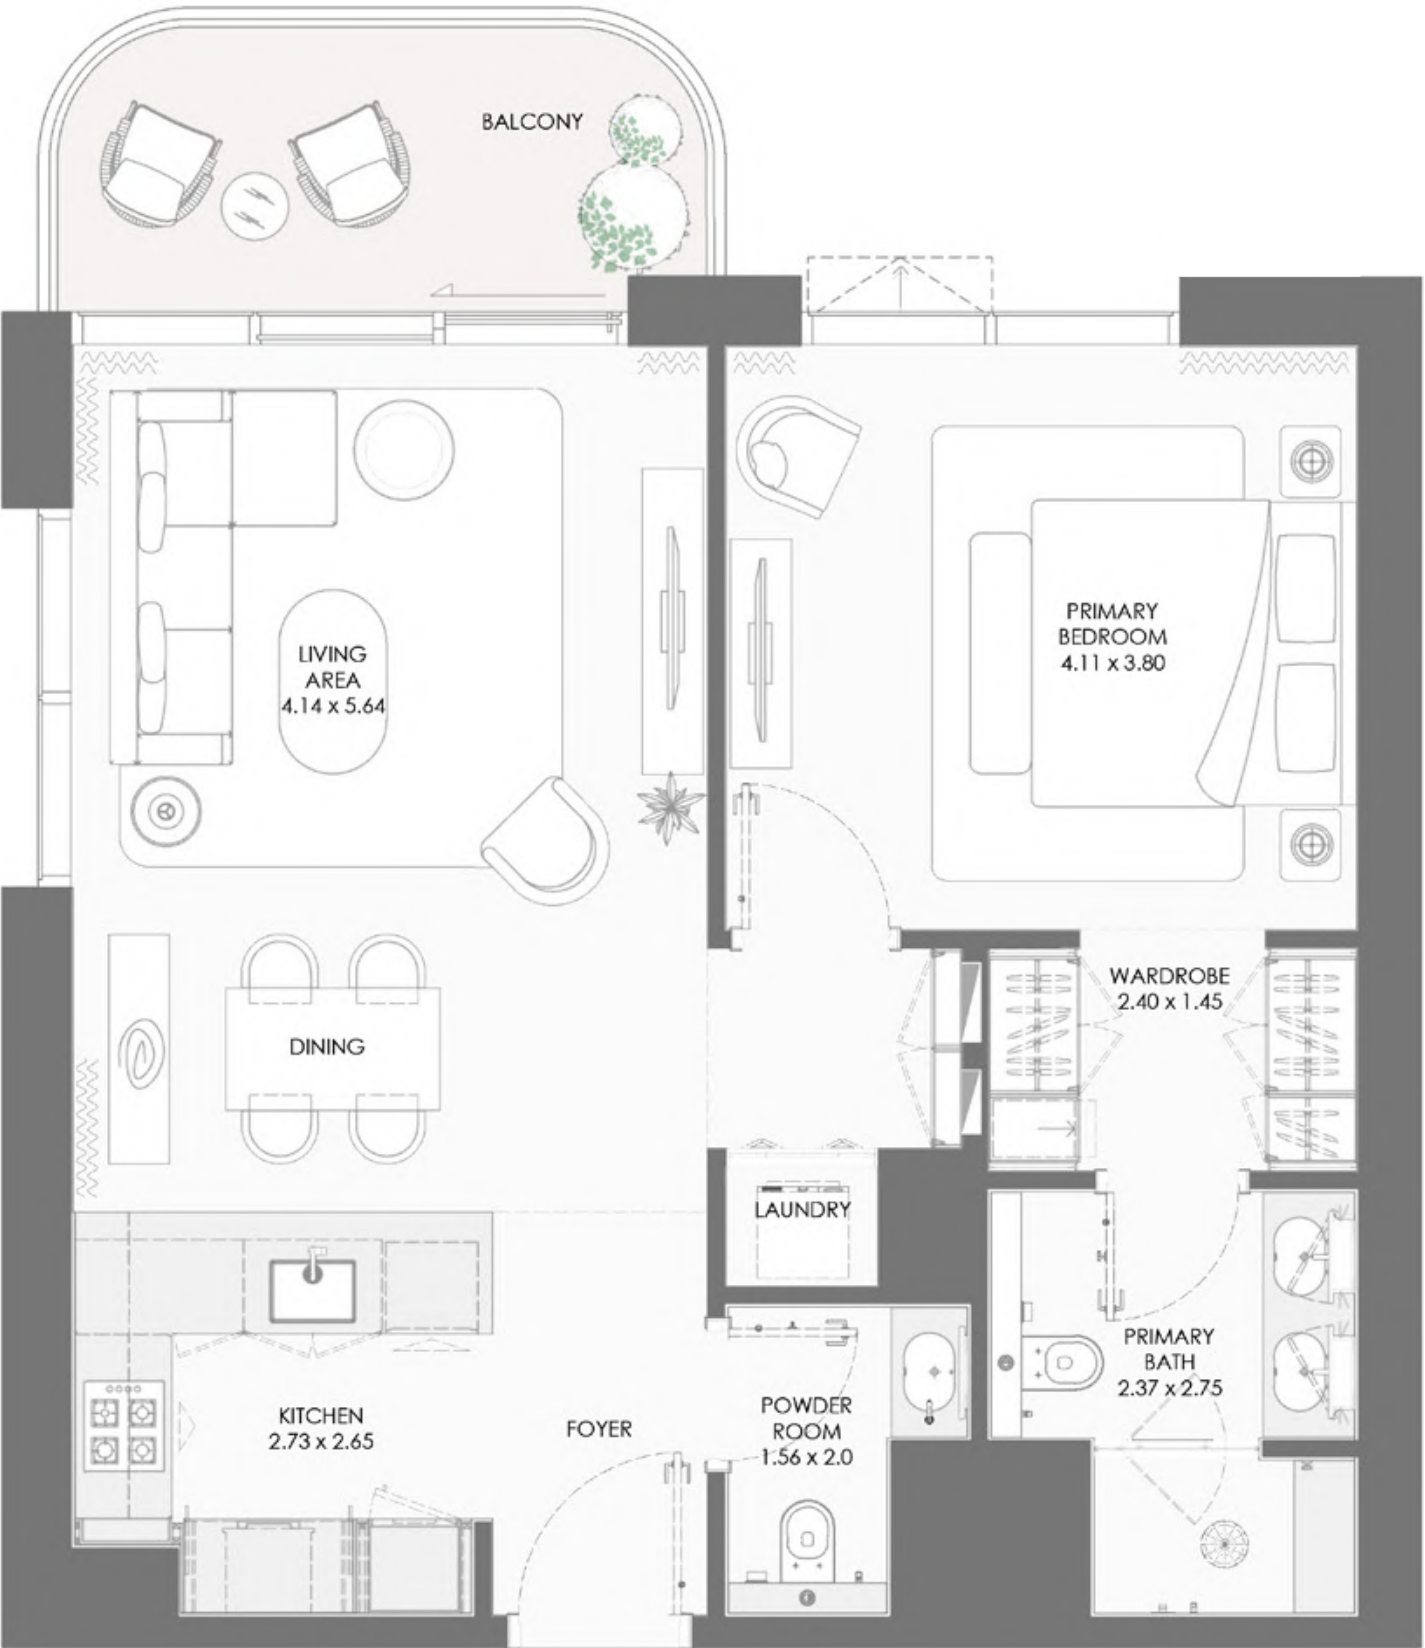 BALCONY
LIVING
AREA
4.14 x 5.64
PRIMARY
BEDROOM
4.11 x 3.80
WARDROBE
2.40 x 1.45
DINING
LAUNDRY
PRIMARY
BATH
2.37 x 2.75
KITCHEN
2.73 x 2.65
FOYER
POWDER
ROOM
1.56 x 2.0